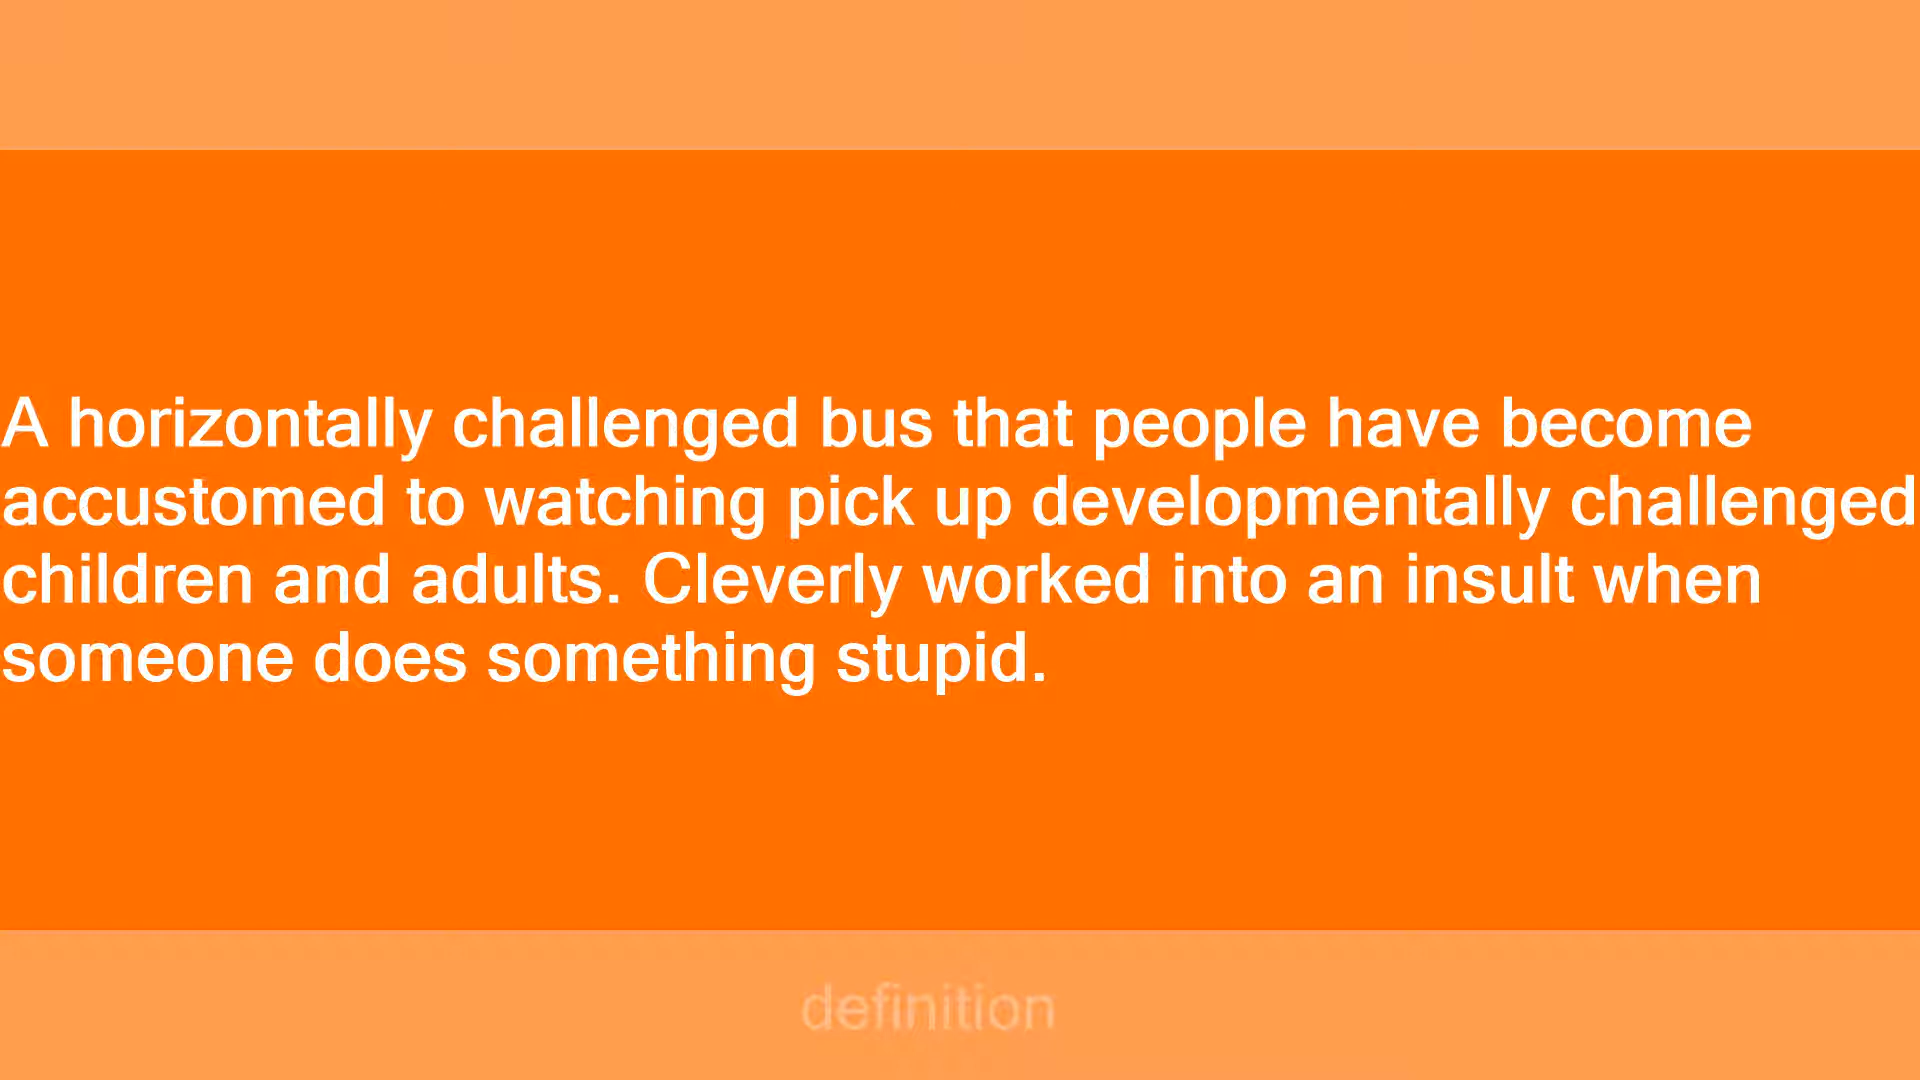 A horizontally challenged bus that people have become
accustomed to watching pick up developmentally challenged
children and adults. Cleverly worked into an insult when
someone does something stupid.
definition